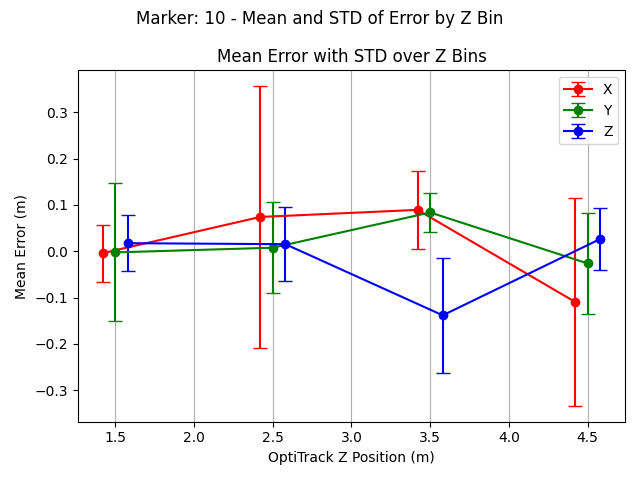 Marker: 10 - Mean and STD of Error by Z Bin
Mean Error with STD over Z Bins
X
Y
Z
0.3
0.2
0.1
0.0
−0.1
−0.2
−0.3
Mean Error (m)
1.5 2.0 2.5 3.0 3.5 4.0 4.5
OptiTrack Z Position (m)